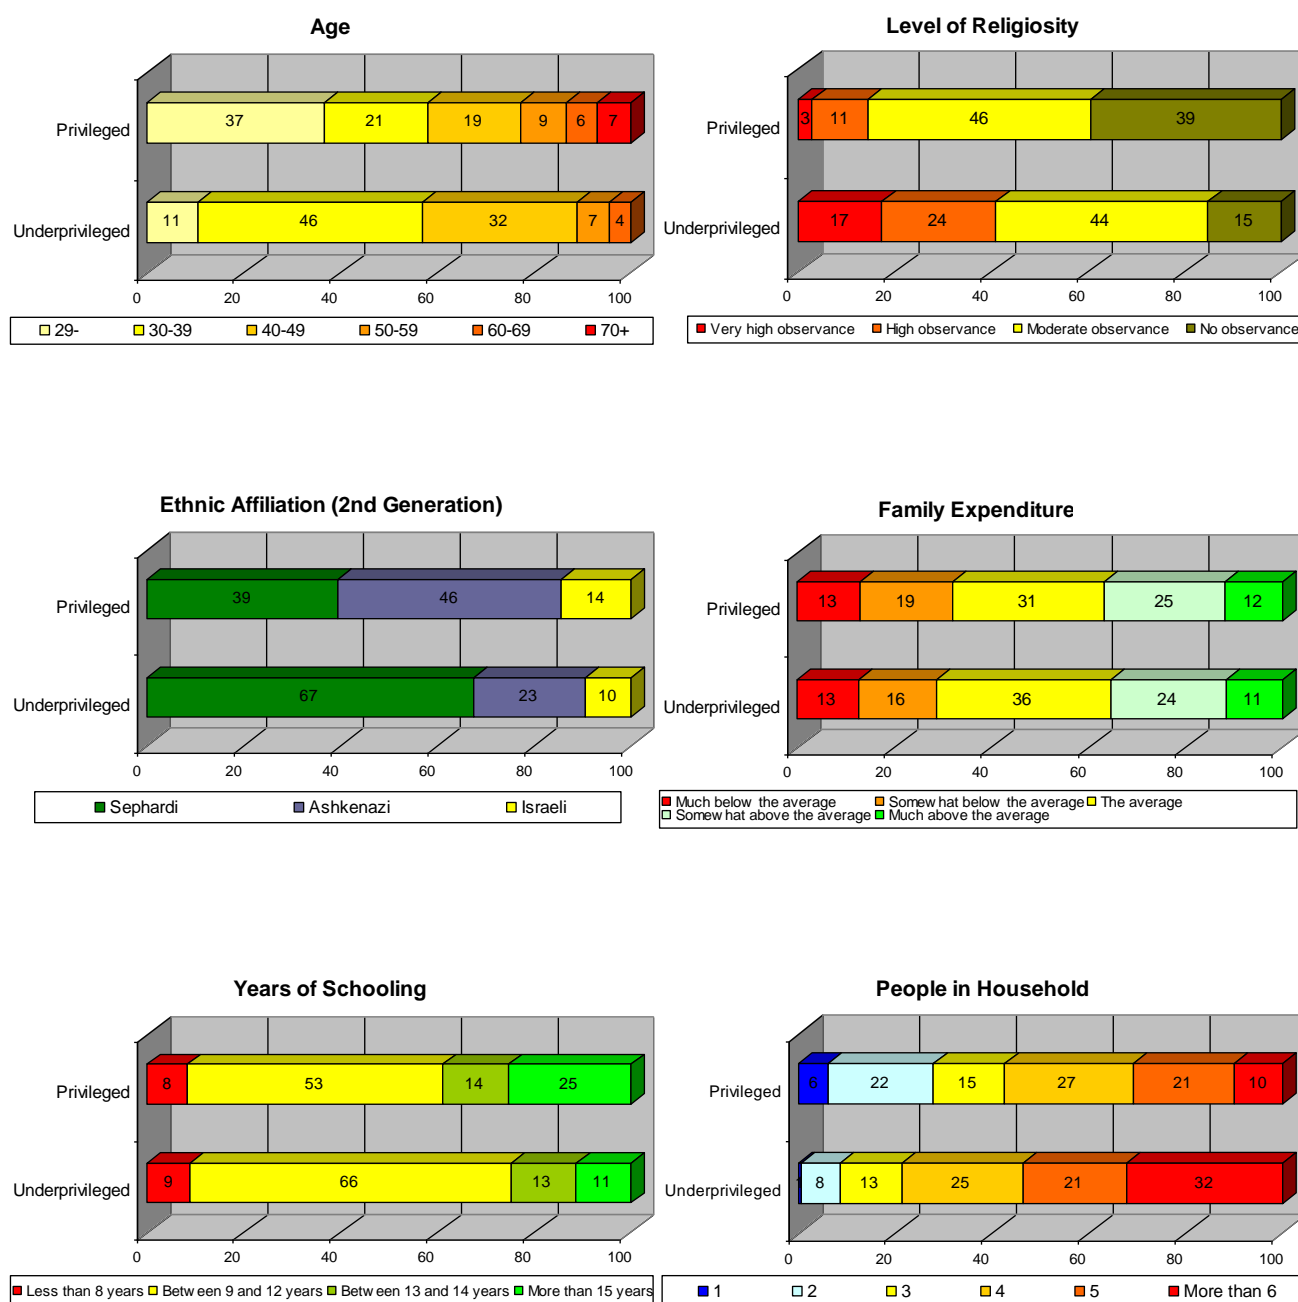 Age
Privileged
37 21 19 9 6 7
Underprivileged
11 46 32 7 4
0 20 40 60 80 100
29- 30-39 40-49 50-59 60-69 70+
Level of Religiosity
Privileged
3 11 46 39
Underprivileged
17 24 44 15
0 20 40 60 80 100
Very high observance High observance Moderate observance No observance
Ethnic Affiliation (2nd Generation)
Privileged
39 46 14
Underprivileged
67 23 10
0 20 40 60 80 100
Sephardi Ashkenazi Israeli
Family Expenditure
Privileged
13 19 31 25 12
Underprivileged
13 16 36 24 11
0 20 40 60 80 100
Much below the average Somewhat below the average The average
Somewhat above the average Much above the average
Years of Schooling
Privileged
8 53 14 25
Underprivileged
9 66 13 11
0 20 40 60 80 100
Less than 8 years Between 9 and 12 years Between 13 and 14 years More than 15 years
People in Household
Privileged
6 22 15 27 21 10
Underprivileged
8 13 25 21 32
0 20 40 60 80 100
1 2 3 4 5 More than 6